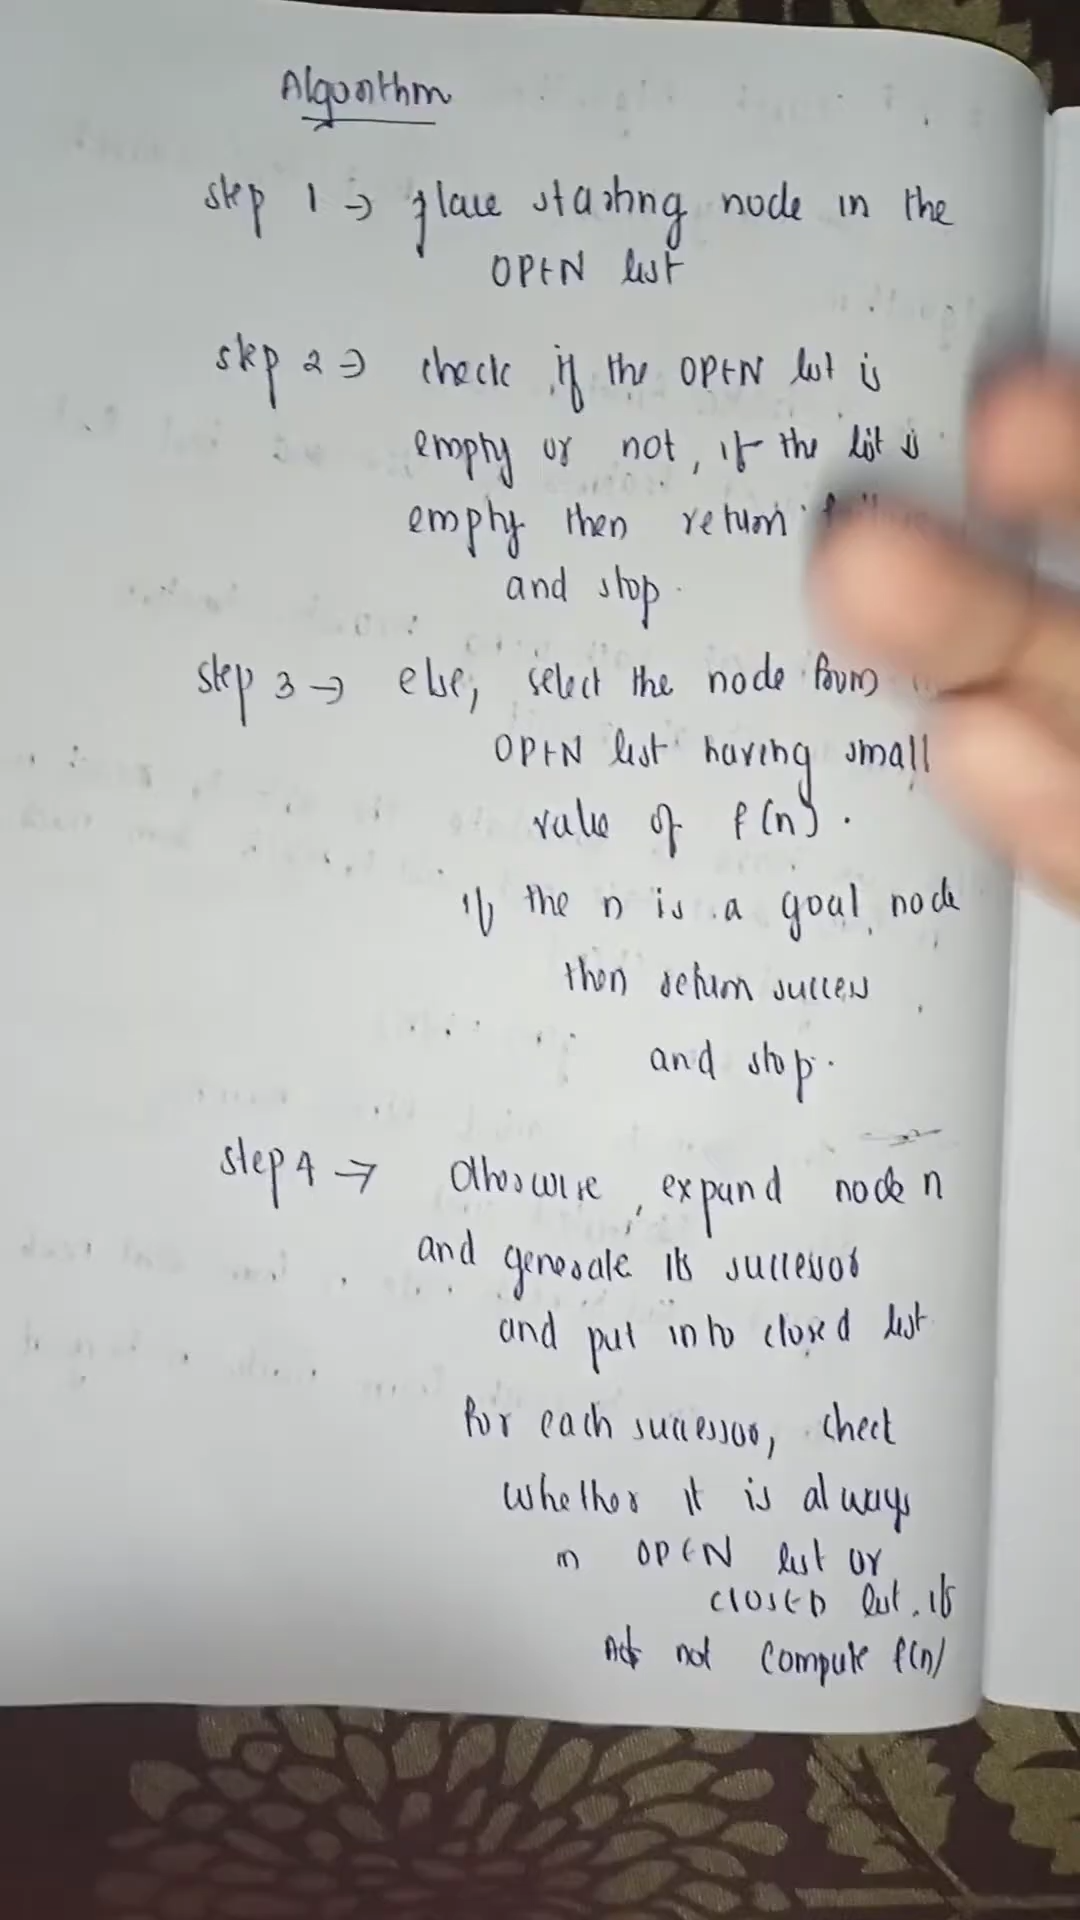 Algorithm
step 1 → place starting node in the
OPEN list
step 2 → check if the OPEN list is
empty or not, if the list is
empty then return
and stop.
step 3 → else, select the node from
OPEN list having small
value of f(n).
if the n is a goal node
then return success
and stop.
step 4 → Otherwise, expand node n
and generate its successor
and put into closed list
for each successor, check
whether it is always
in OPEN list or
CLOSED list, if
not compute f(n)